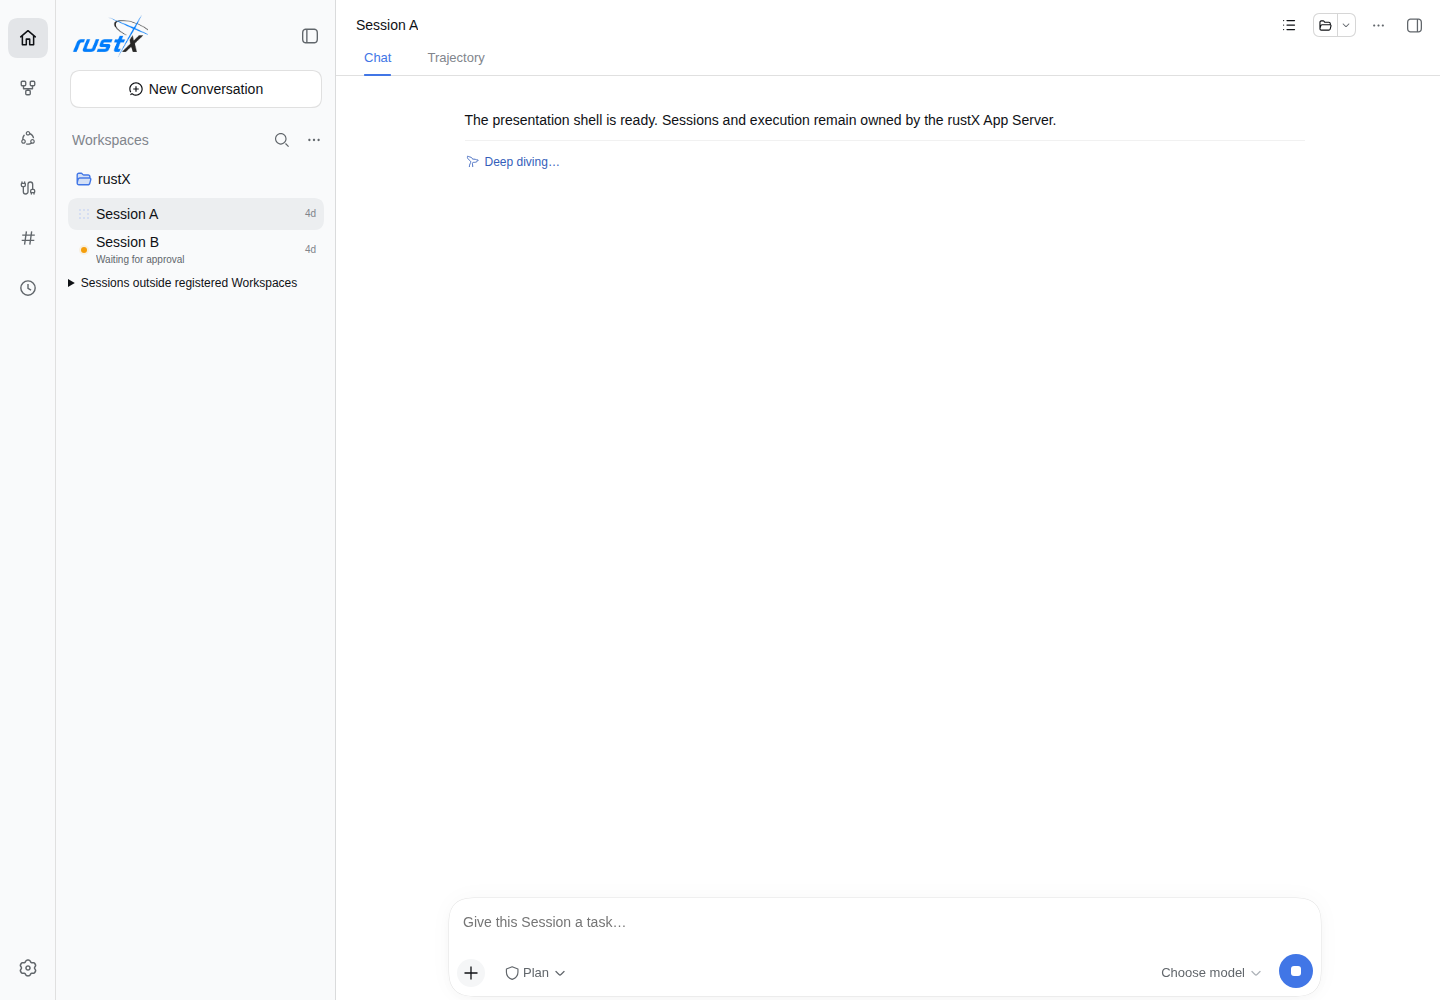 rustX
New Conversation
Workspaces
rustX
Session A
4d
Session B
Waiting for approval
4d
Sessions outside registered Workspaces
Session A
Chat
Trajectory
The presentation shell is ready. Sessions and execution remain owned by the rustX App Server.
Deep diving…
Give this Session a task…
Plan
Choose model